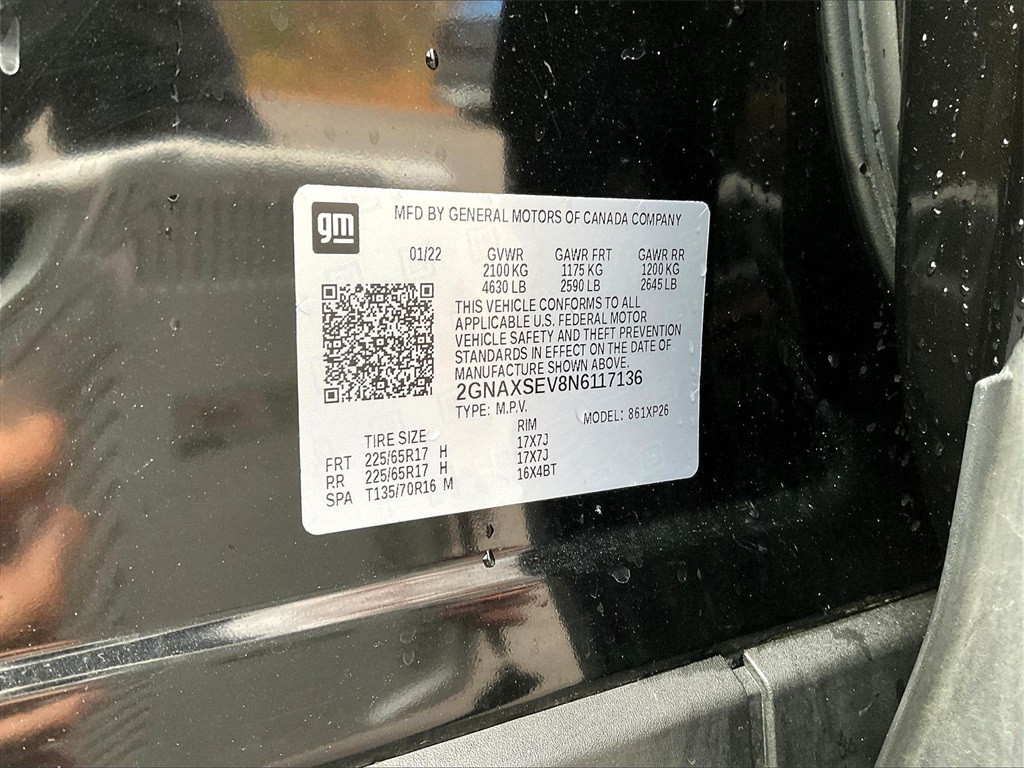 gm
MFD BY GENERAL MOTORS OF CANADA COMPANY
01/22 GVWR GAWR FRT GAWR RR
2100 KG 1175 KG 1200 KG
4630 LB 2590 LB 2645 LB
THIS VEHICLE CONFORMS TO ALL
APPLICABLE U.S. FEDERAL MOTOR
VEHICLE SAFETY AND THEFT PREVENTION
STANDARDS IN EFFECT ON THE DATE OF
MANUFACTURE SHOWN ABOVE.
2GNAXSEV8N6117136
TYPE: M.P.V. MODEL: 861XP26
TIRE SIZE RIM
FRT 225/65R17 H 17X7J
RR 225/65R17 H 17X7J
SPA T135/70R16 M 16X4BT